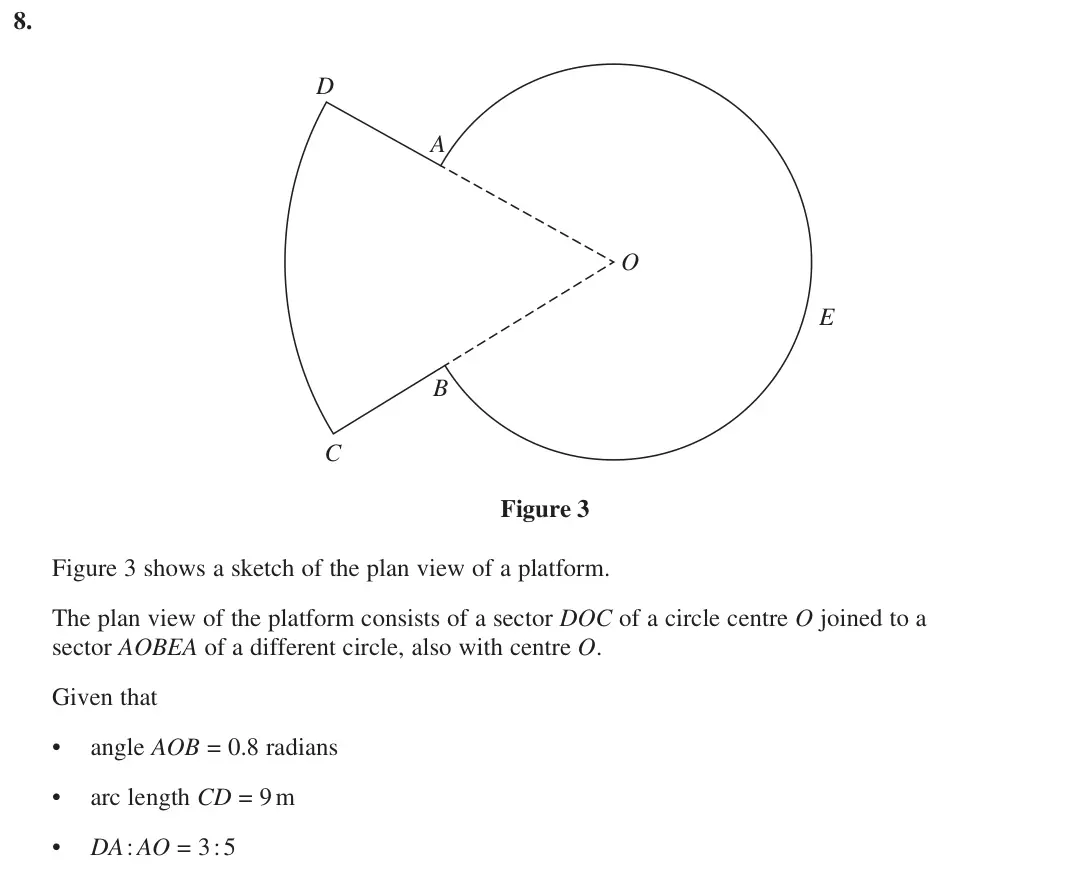 8.
D
A
O
E
B
C
Figure 3
Figure 3 shows a sketch of the plan view of a platform.
The plan view of the platform consists of a sector DOC of a circle centre O joined to a
sector AOBEA of a different circle, also with centre O.
Given that
• angle AOB = 0.8 radians
• arc length CD = 9 m
• DA : AO = 3 : 5